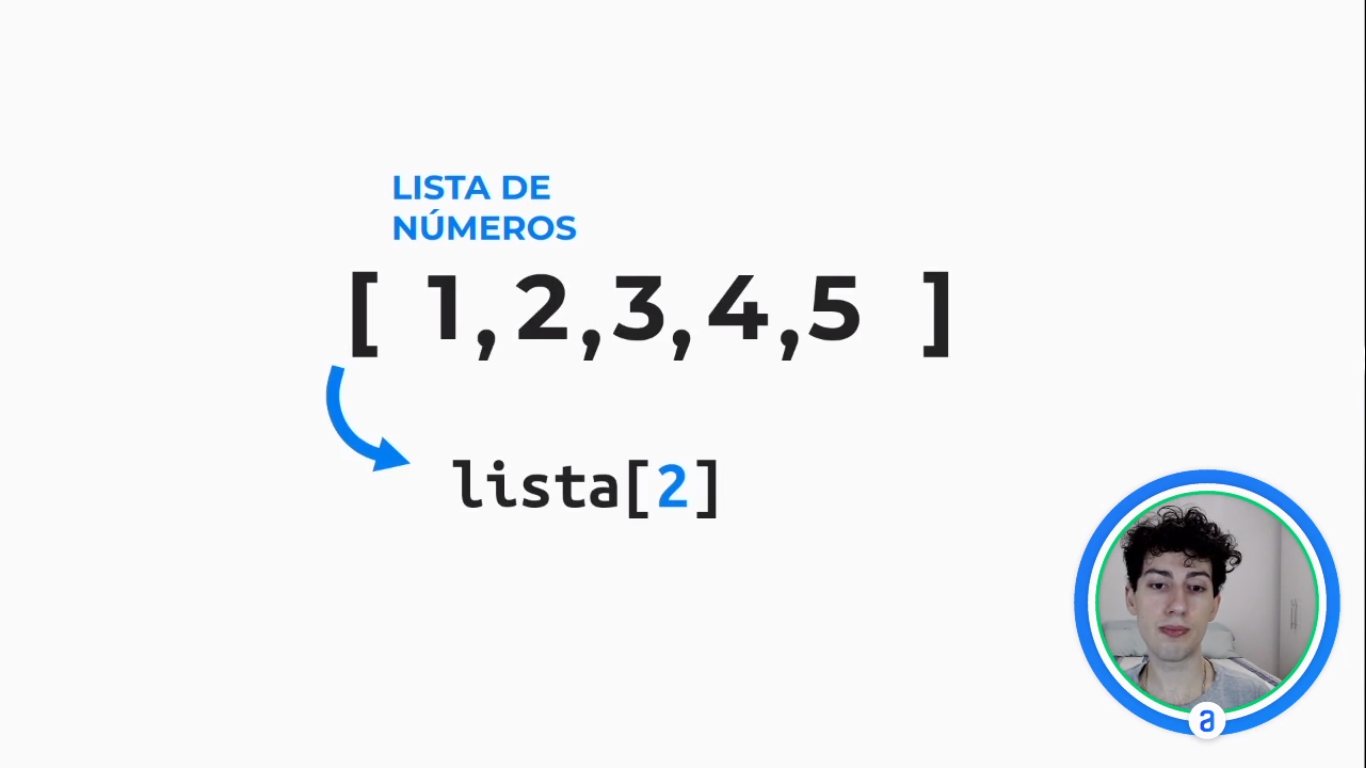 LISTA DE
NÚMEROS
[ 1,2,3,4,5 ]
lista[2]
a